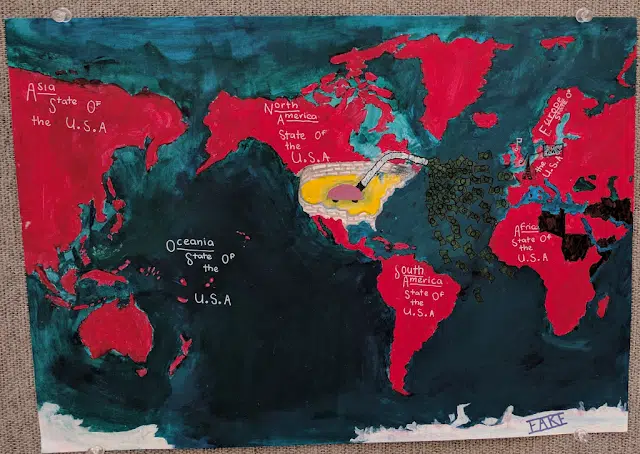 Asia
State Of
the U.S.A
North
America
State Of
the
U.S.A
Oceania
State Of
the
U.S.A
South
America
State Of
the
U.S.A
Africa
State Of
the
U.S.A
Europe
State Of
the
U.S.A
FAKE